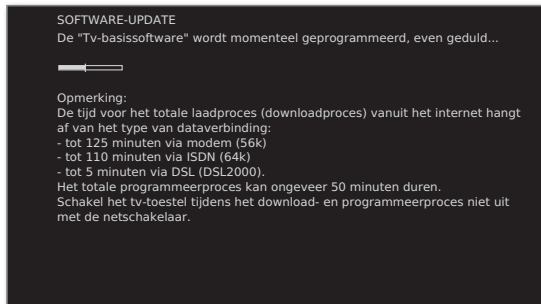 SOFTWARE-UPDATE
De "Tv-basissoftware" wordt momenteel geprogrammeerd, even geduld...
Opmerking:
De tijd voor het totale laadproces (downloadproces) vanuit het internet hangt
af van het type van dataverbinding:
- tot 125 minuten via modem (56k)
- tot 110 minuten via ISDN (64k)
- tot 5 minuten via DSL (DSL2000).
Het totale programmeerproces kan ongeveer 50 minuten duren.
Schakel het tv-toestel tijdens het download- en programmeerproces niet uit
met de netschakelaar.